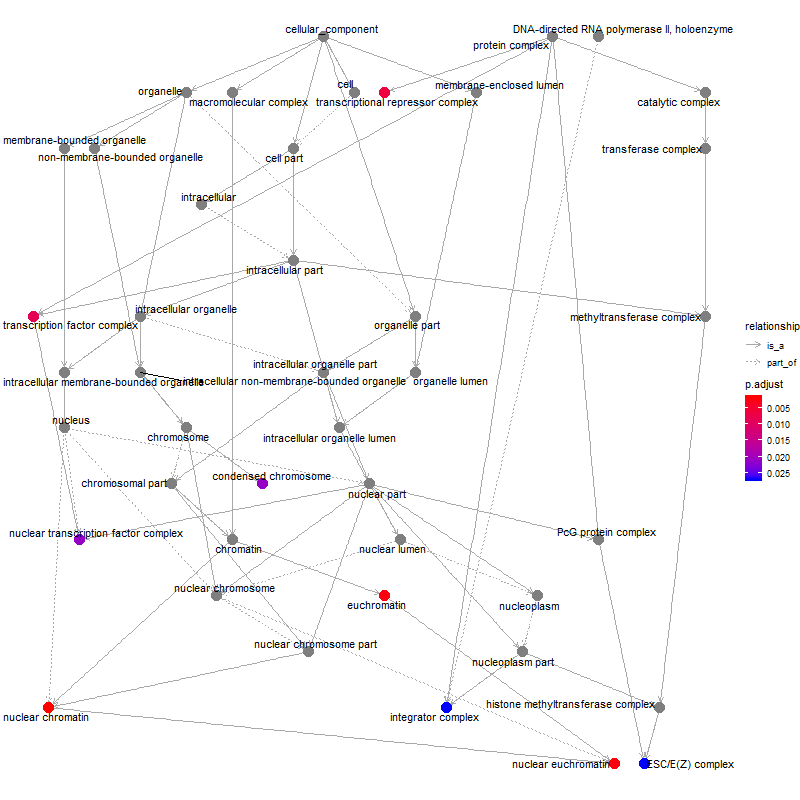 cellular_component
DNA-directed RNA polymerase II, holoenzyme
protein complex
organelle
cell
membrane-enclosed lumen
macromolecular complex
transcriptional repressor complex
catalytic complex
membrane-bounded organelle
non-membrane-bounded organelle
cell part
transferase complex
intracellular
intracellular part
transcription factor complex
intracellular organelle
organelle part
methyltransferase complex
relationship
is_a
part_of
p.adjust
0.005
0.010
0.015
0.020
0.025
intracellular organelle part
intracellular membrane-bounded organelle
intracellular non-membrane-bounded organelle
organelle lumen
nucleus
chromosome
intracellular organelle lumen
chromosomal part
condensed chromosome
nuclear part
nuclear transcription factor complex
chromatin
nuclear lumen
PcG protein complex
nuclear chromosome
euchromatin
nucleoplasm
nuclear chromosome part
nucleoplasm part
nuclear chromatin
integrator complex
histone methyltransferase complex
nuclear euchromatin
ESC/E(Z) complex